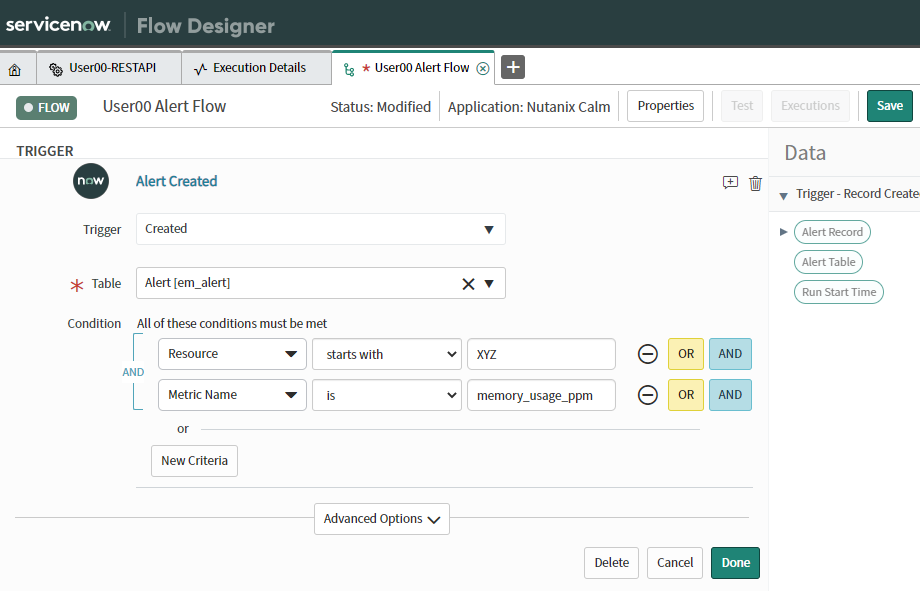 servicenow Flow Designer
User00-RESTAPI Execution Details * User00 Alert Flow
FLOW User00 Alert Flow Status: Modified Application: Nutanix Calm Properties Test Executions Save
TRIGGER
Data
now Alert Created
Trigger - Record Create
Trigger Created
Alert Record
Alert Table
* Table Alert [em_alert]
Run Start Time
Condition All of these conditions must be met
Resource starts with XYZ OR AND
AND
Metric Name is memory_usage_ppm OR AND
or
New Criteria
Advanced Options
Delete Cancel Done